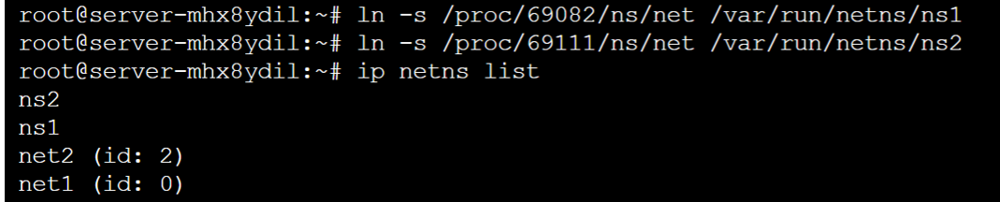 root@server-mhx8ydil:~# ln -s /proc/69082/ns/net /var/run/netns/ns1
root@server-mhx8ydil:~# ln -s /proc/69111/ns/net /var/run/netns/ns2
root@server-mhx8ydil:~# ip netns list
ns2
ns1
net2 (id: 2)
net1 (id: 0)